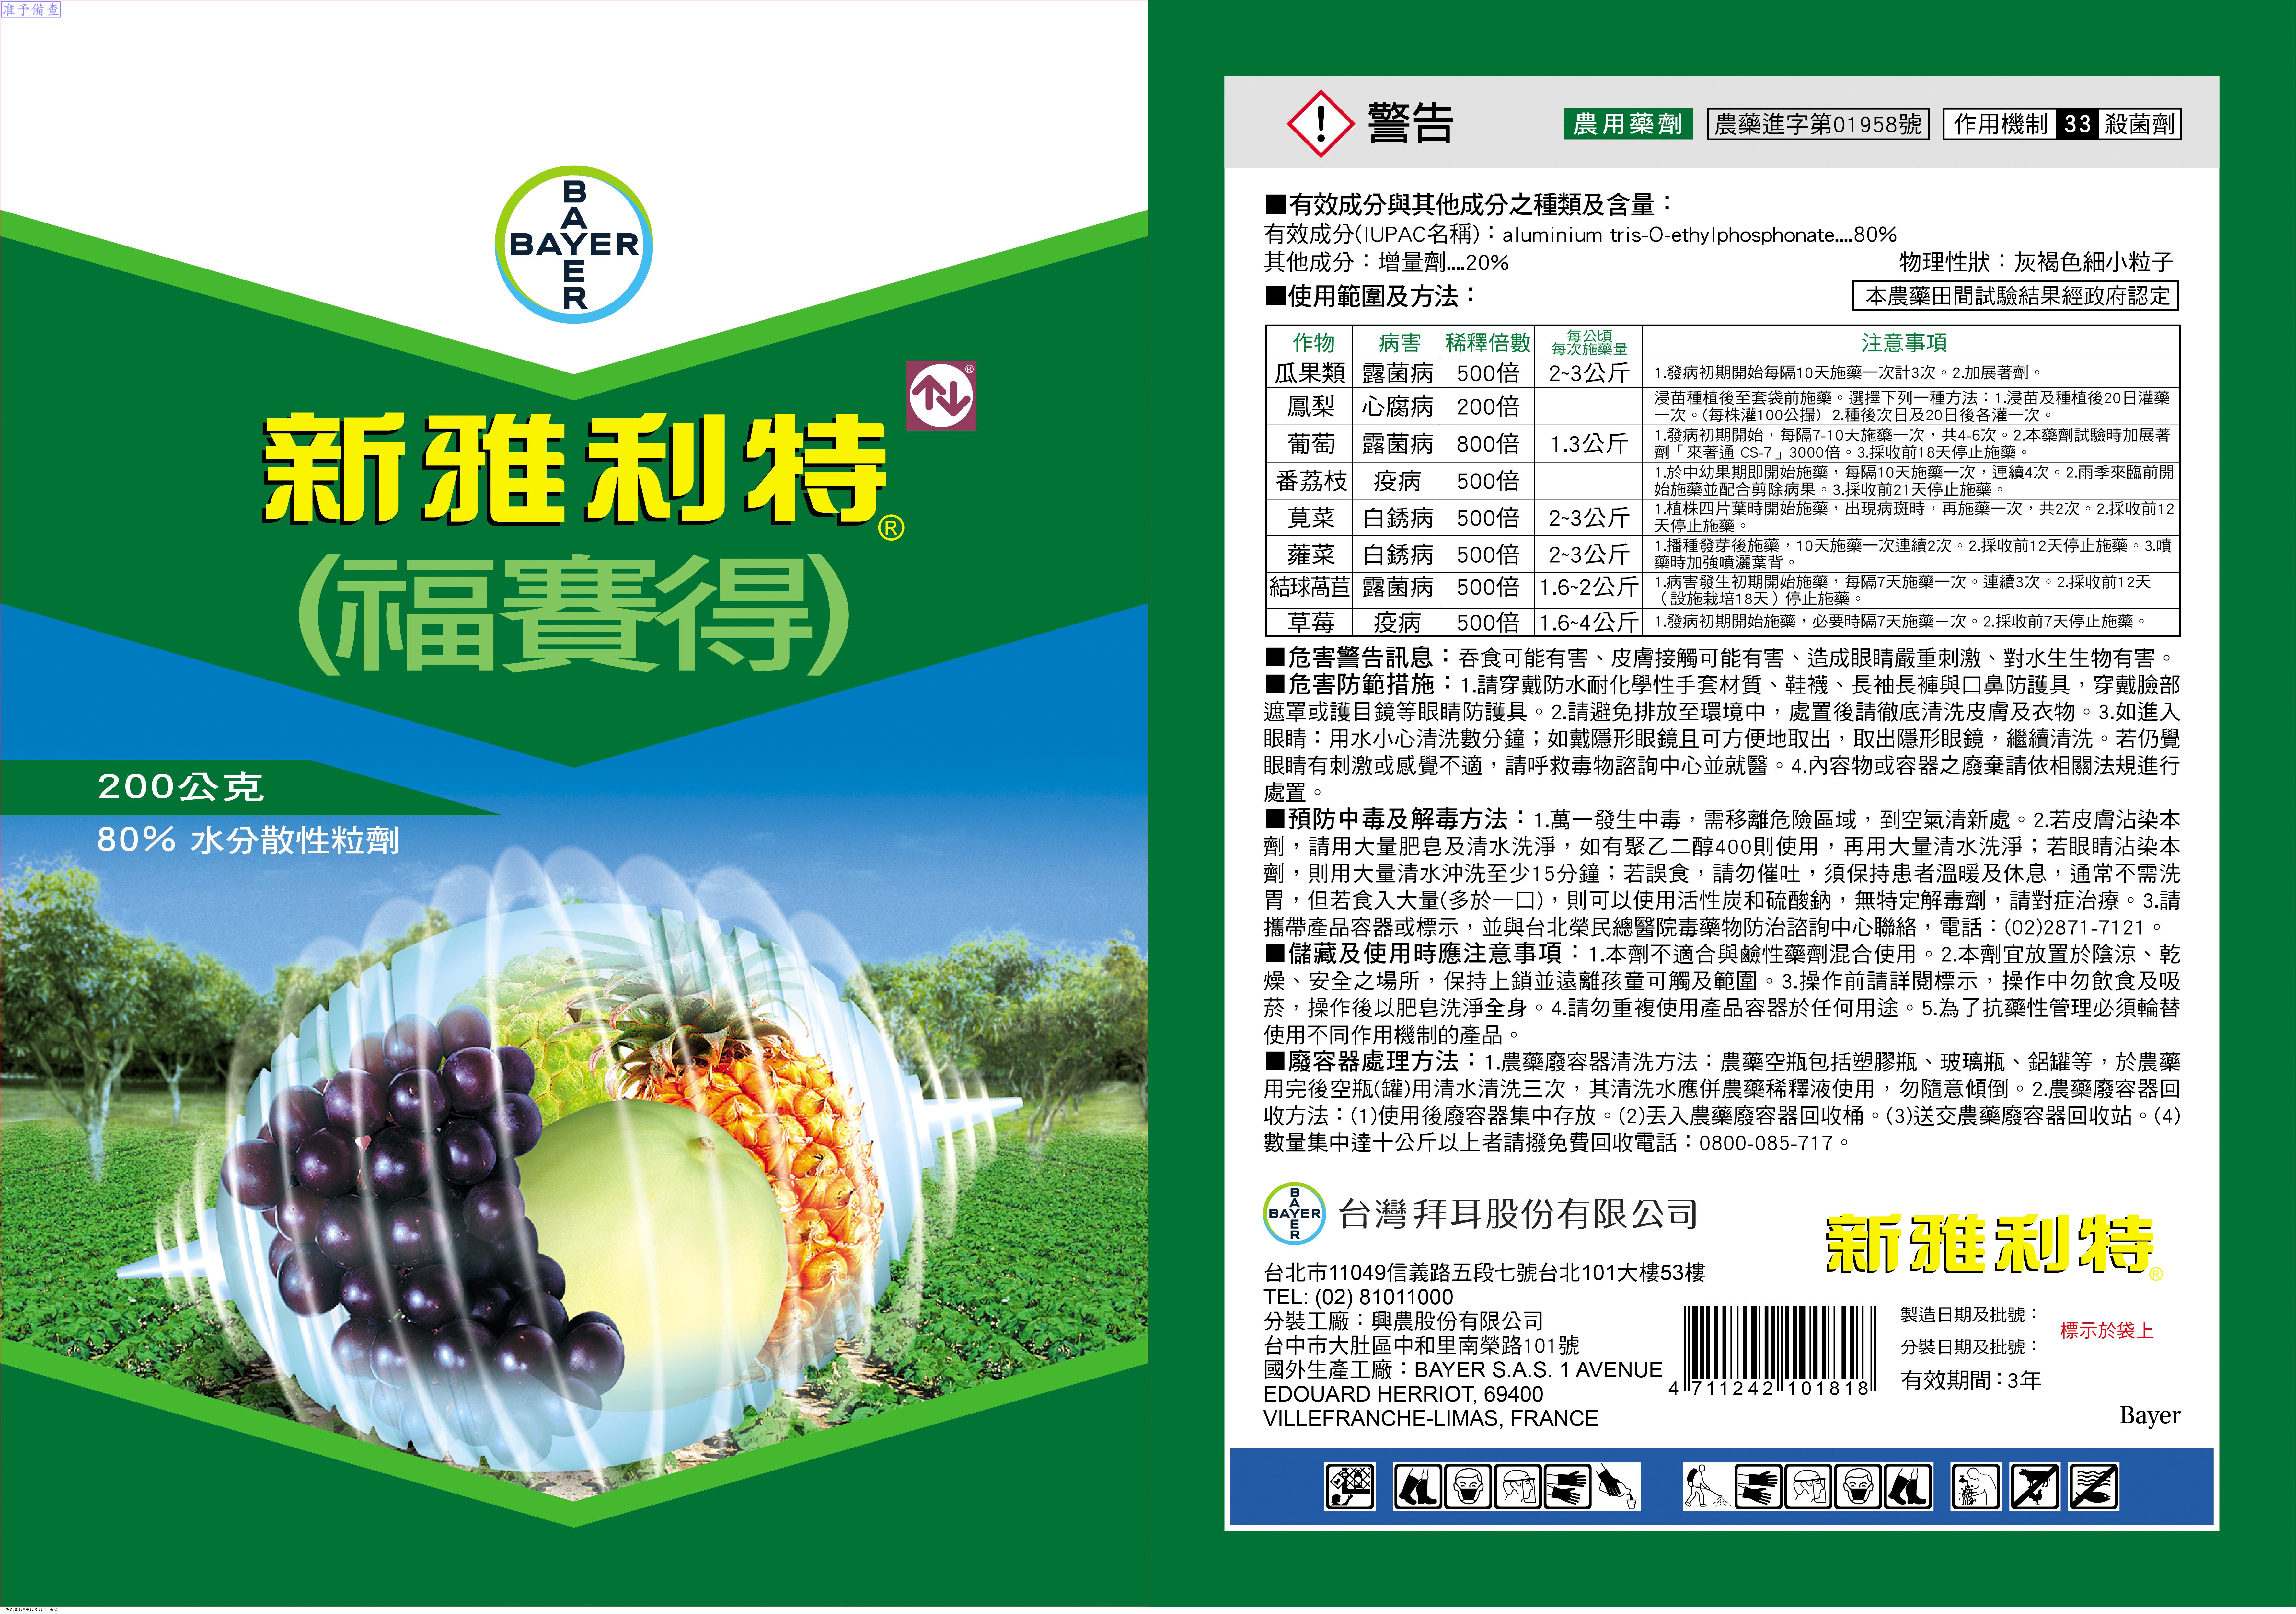 准予備查
BAYER
BAYER
新雅利特®
(福賽得)
200公克
80% 水分散性粒劑
警告
農用藥劑 農藥進字第01958號 作用機制 33 殺菌劑
■有效成分與其他成分之種類及含量：
有效成分(IUPAC名稱)：aluminium tris-O-ethylphosphonate....80%
其他成分：增量劑....20% 物理性狀：灰褐色細小粒子
■使用範圍及方法： 本農藥田間試驗結果經政府認定
作物 病害 稀釋倍數 每公頃每次施藥量 注意事項
瓜果類 露菌病 500倍 2~3公斤 1.發病初期開始每隔10天施藥一次計3次。2.加展著劑。
鳳梨 心腐病 200倍 浸苗種植後至套袋前施藥。選擇下列一種方法：1.浸苗及種植後20日灌藥
一次。(每株灌100公撮) 2.種後次日及20日後各灌一次。
葡萄 露菌病 800倍 1.3公斤 1.發病初期開始，每隔7-10天施藥一次，共4-6次。2.本藥劑試驗時加展著
劑「來著通 CS-7」3000倍。3.採收前18天停止施藥。
番荔枝 疫病 500倍 1.於中幼果期即開始施藥，每隔10天施藥一次，連續4次。2.雨季來臨前開
始施藥並配合剪除病果。3.採收前21天停止施藥。
莧菜 白銹病 500倍 2~3公斤 1.植株四片葉時開始施藥，出現病斑時，再施藥一次，共2次。2.採收前12
天停止施藥。
蕹菜 白銹病 500倍 2~3公斤 1.播種發芽後施藥，10天施藥一次連續2次。2.採收前12天停止施藥。3.噴
藥時加強噴灑葉背。
結球萵苣 露菌病 500倍 1.6~2公斤 1.病害發生初期開始施藥，每隔7天施藥一次。連續3次。2.採收前12天
（設施栽培18天）停止施藥。
草莓 疫病 500倍 1.6~4公斤 1.發病初期開始施藥，必要時隔7天施藥一次。2.採收前7天停止施藥。
■危害警告訊息：吞食可能有害、皮膚接觸可能有害、造成眼睛嚴重刺激、對水生生物有害。
■危害防範措施：1.請穿戴防水耐化學性手套材質、鞋襪、長袖長褲與口鼻防護具，穿戴臉部
遮罩或護目鏡等眼睛防護具。2.請避免排放至環境中，處置後請徹底清洗皮膚及衣物。3.如進入
眼睛：用水小心清洗數分鐘；如戴隱形眼鏡且可方便地取出，取出隱形眼鏡，繼續清洗。若仍覺
眼睛有刺激或感覺不適，請呼救毒物諮詢中心並就醫。4.內容物或容器之廢棄請依相關法規進行
處置。
■預防中毒及解毒方法：1.萬一發生中毒，需移離危險區域，到空氣清新處。2.若皮膚沾染本
劑，請用大量肥皂及清水洗淨，如有聚乙二醇400則使用，再用大量清水洗淨；若眼睛沾染本
劑，則用大量清水沖洗至少15分鐘；若誤食，請勿催吐，須保持患者溫暖及休息，通常不需洗
胃，但若食入大量(多於一口)，則可以使用活性炭和硫酸鈉，無特定解毒劑，請對症治療。3.請
攜帶產品容器或標示，並與台北榮民總醫院毒藥物防治諮詢中心聯絡，電話：(02)2871-7121。
■儲藏及使用時應注意事項：1.本劑不適合與鹼性藥劑混合使用。2.本劑宜放置於陰涼、乾
燥、安全之場所，保持上鎖並遠離孩童可觸及範圍。3.操作前請詳閱標示，操作中勿飲食及吸
菸，操作後以肥皂洗淨全身。4.請勿重複使用產品容器於任何用途。5.為了抗藥性管理必須輪替
使用不同作用機制的產品。
■廢容器處理方法：1.農藥廢容器清洗方法：農藥空瓶包括塑膠瓶、玻璃瓶、鋁罐等，於農藥
用完後空瓶(罐)用清水清洗三次，其清洗水應併農藥稀釋液使用，勿隨意傾倒。2.農藥廢容器回
收方法：(1)使用後廢容器集中存放。(2)丟入農藥廢容器回收桶。(3)送交農藥廢容器回收站。(4)
數量集中達十公斤以上者請撥免費回收電話：0800-085-717。
BAYER
BAYER
台灣拜耳股份有限公司
新雅利特®
台北市11049信義路五段七號台北101大樓53樓
TEL: (02) 81011000
分裝工廠：興農股份有限公司
台中市大肚區中和里南榮路101號
國外生產工廠：BAYER S.A.S. 1 AVENUE
EDOUARD HERRIOT, 69400
VILLEFRANCHE-LIMAS, FRANCE
4 711242 101818
製造日期及批號：
分裝日期及批號：
標示於袋上
有效期間：3年
Bayer